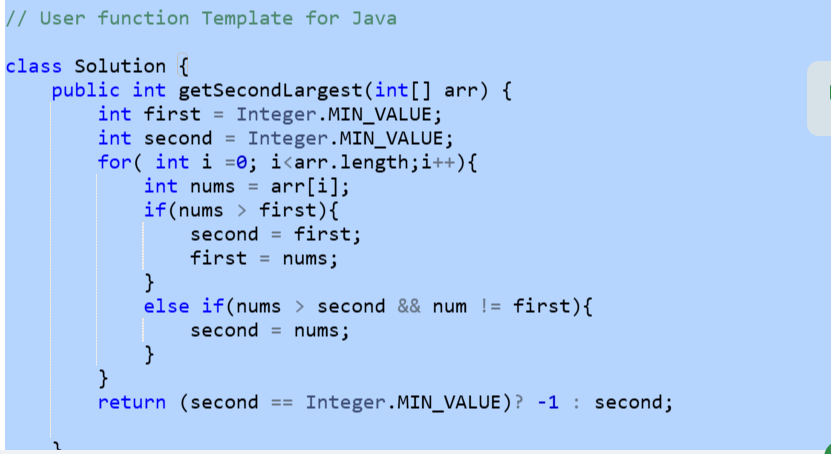 // User function Template for Java
class Solution {
public int getSecondLargest(int[] arr) {
int first = Integer.MIN_VALUE;
int second = Integer.MIN_VALUE;
for( int i =0; i<arr.length;i++){
int nums = arr[i];
if(nums > first){
second = first;
first = nums;
}
else if(nums > second && num != first){
second = nums;
}
}
return (second == Integer.MIN_VALUE)? -1 : second;
}